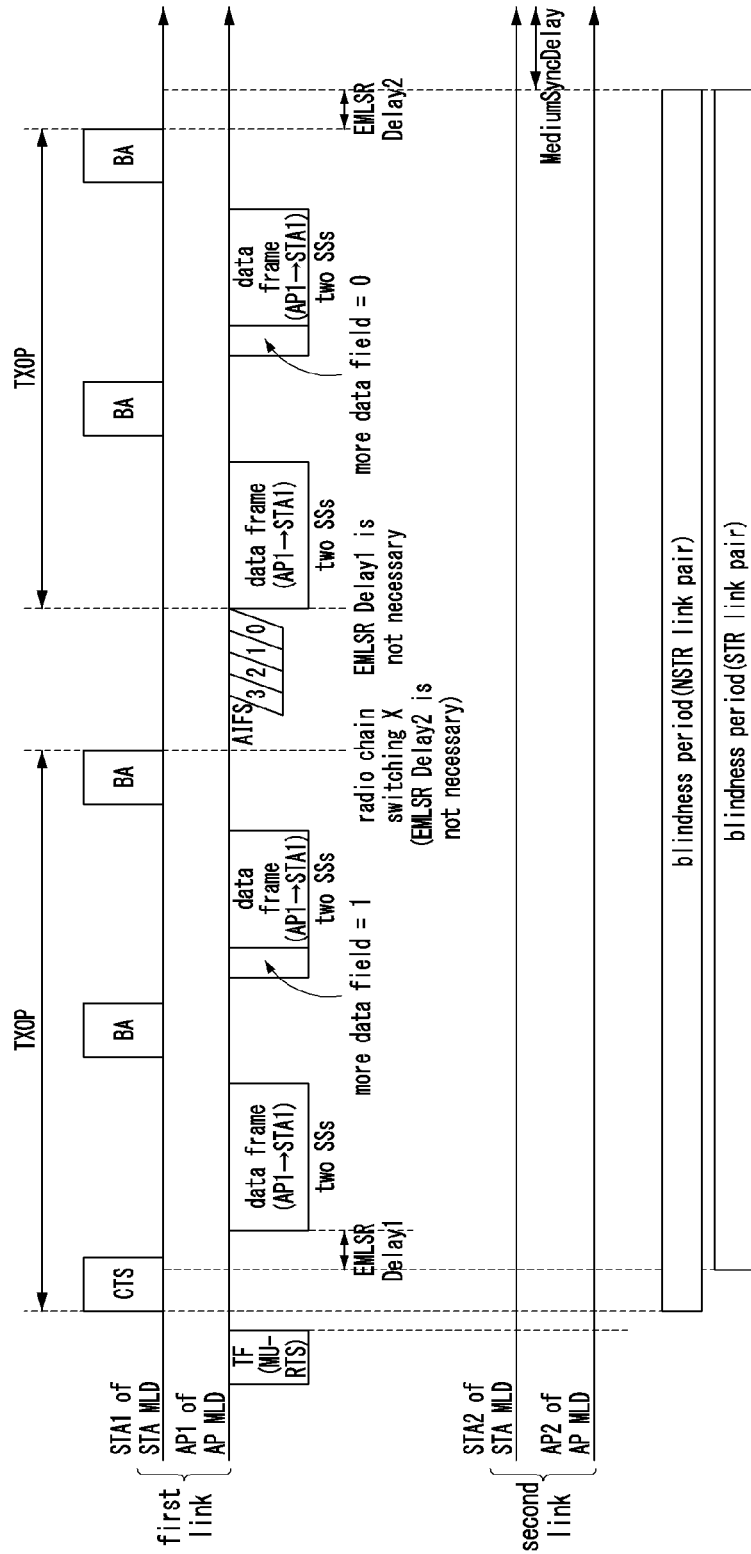 TXOP
TXOP
CTS
BA
BA
BA
BA
STA1 of
STA MLD
first
link
AP1 of
AP MLD
TF
(MU-
RTS)
EMLSR
Delay1
data frame
(AP1→STA1)
two SSs
more data field = 1
data
frame
(AP1→STA1)
two SSs
radio chain
switching X
(EMLSR Delay2 is
not necessary)
AIFS
3
2
1
0
EMLSR Delay1 is
not necessary
data frame
(AP1→STA1)
two SSs
more data field = 0
data
frame
(AP1→STA1)
two SSs
EMLSR
Delay2
STA2 of
STA MLD
second
link
AP2 of
AP MLD
MediumSyncDelay
blindness period(NSTR link pair)
blindness period(STR link pair)